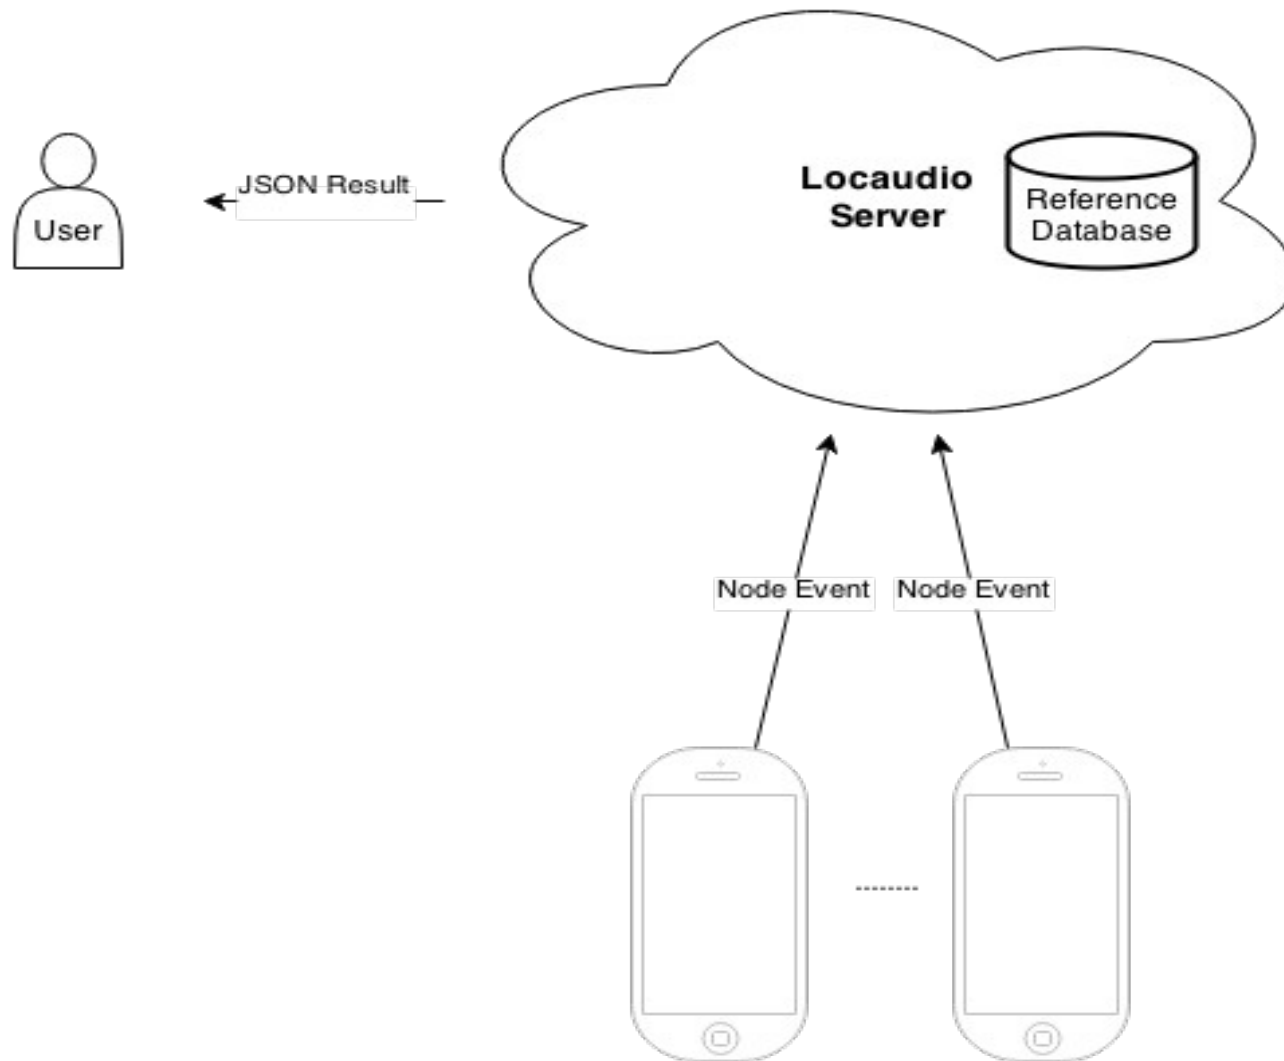 User
JSON Result
Locaudio
Server
Reference
Database
Node Event
Node Event